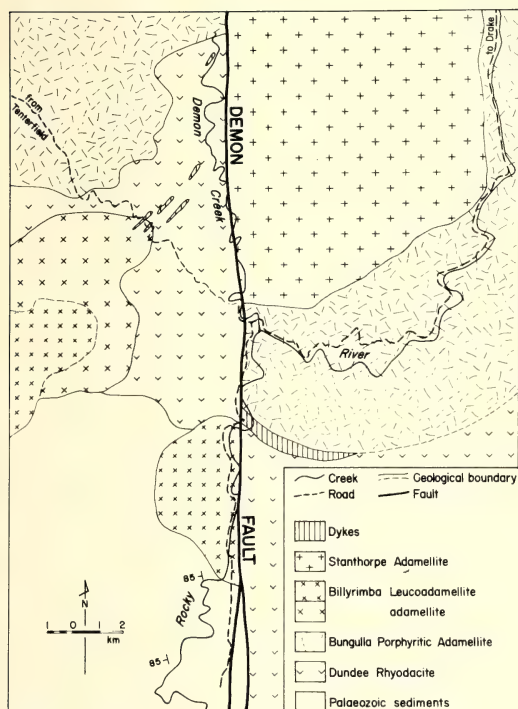 to Drake
from
Tenterfield
Demon
Creek
DEMON
River
FAULT
85
Rocky
85
N
1 0 1 2
km
Creek
Geological boundary
Road
Fault
Dykes
Stanthorpe Adamellite
Billyrimba Leucoadamellite
adamellite
Bungulla Porphyritic Adamellite
Dundee Rhyodacite
Palaeozoic sediments